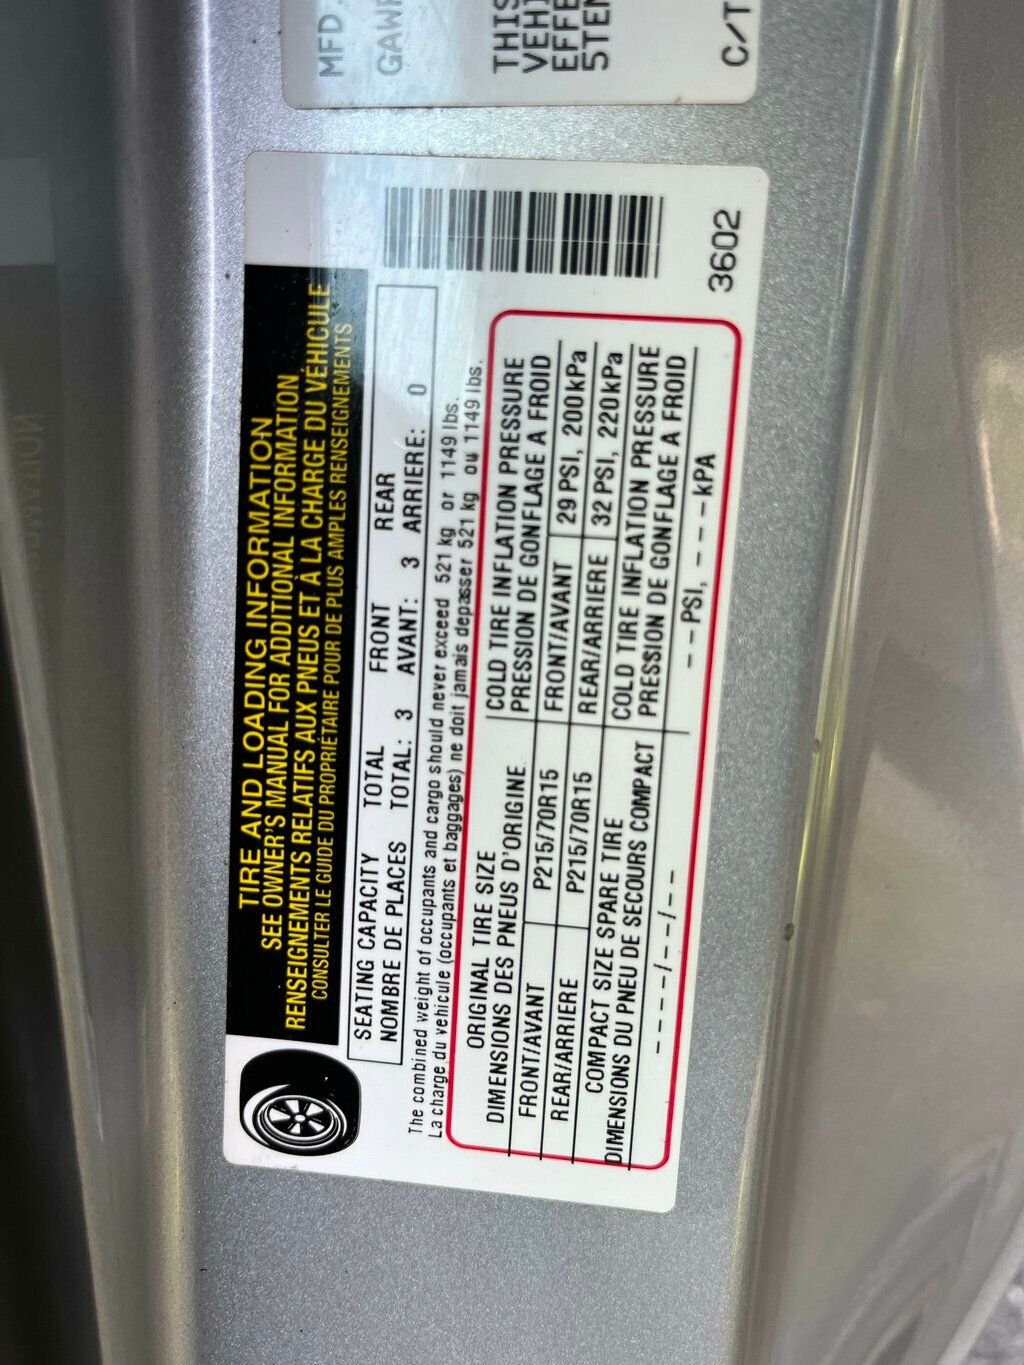 MFD.
GAWR
THIS
VEHI
EFFE
5TEN
C/T
TIRE AND LOADING INFORMATION
SEE OWNER'S MANUAL FOR ADDITIONAL INFORMATION
RENSEIGNEMENTS RELATIFS AUX PNEUS ET À LA CHARGE DU VÉHICULE
CONSULTER LE GUIDE DU PROPRIÉTAIRE POUR DE PLUS AMPLES RENSEIGNEMENTS
SEATING CAPACITY TOTAL FRONT REAR
NOMBRE DE PLACES TOTAL: 3 AVANT: 3 ARRIERE: 0
The combined weight of occupants and cargo should never exceed 521 kg or 1149 lbs.
La charge du véhicule (occupants et baggages) ne doit jamais depasser 521 kg ou 1149 lbs.
ORIGINAL TIRE SIZE COLD TIRE INFLATION PRESSURE
DIMENSIONS DES PNEUS D'ORIGINE PRESSION DE GONFLAGE A FROID
FRONT/AVANT P215/70R15 FRONT/AVANT 29 PSI, 200kPa
REAR/ARRIERE P215/70R15 REAR/ARRIERE 32 PSI, 220kPa
COMPACT SIZE SPARE TIRE COLD TIRE INFLATION PRESSURE
DIMENSIONS DU PNEU DE SECOURS COMPACT PRESSION DE GONFLAGE A FROID
----/--/-- --PSI, ---kPA
3602